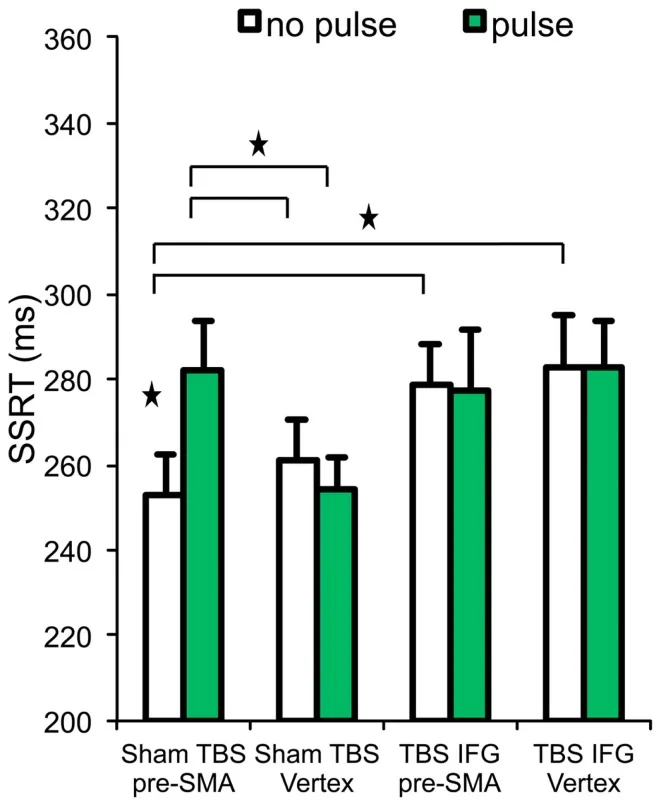 no pulse pulse
360
340
320
300
280
260
240
220
200
SSRT (ms)
Sham TBS Sham TBS TBS IFG TBS IFG
pre-SMA Vertex pre-SMA Vertex